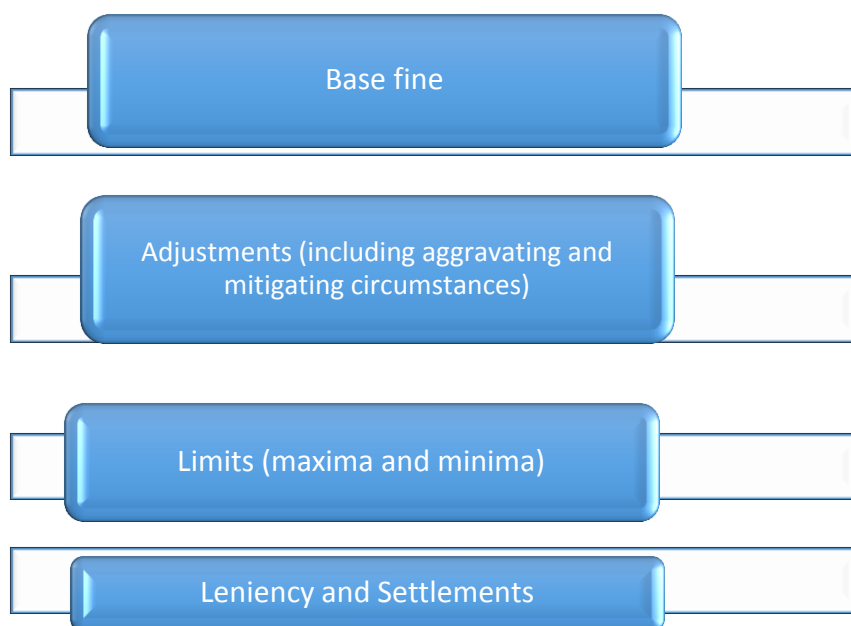 Base fine
Adjustments (including aggravating and
mitigating circumstances)
Limits (maxima and minima)
Leniency and Settlements